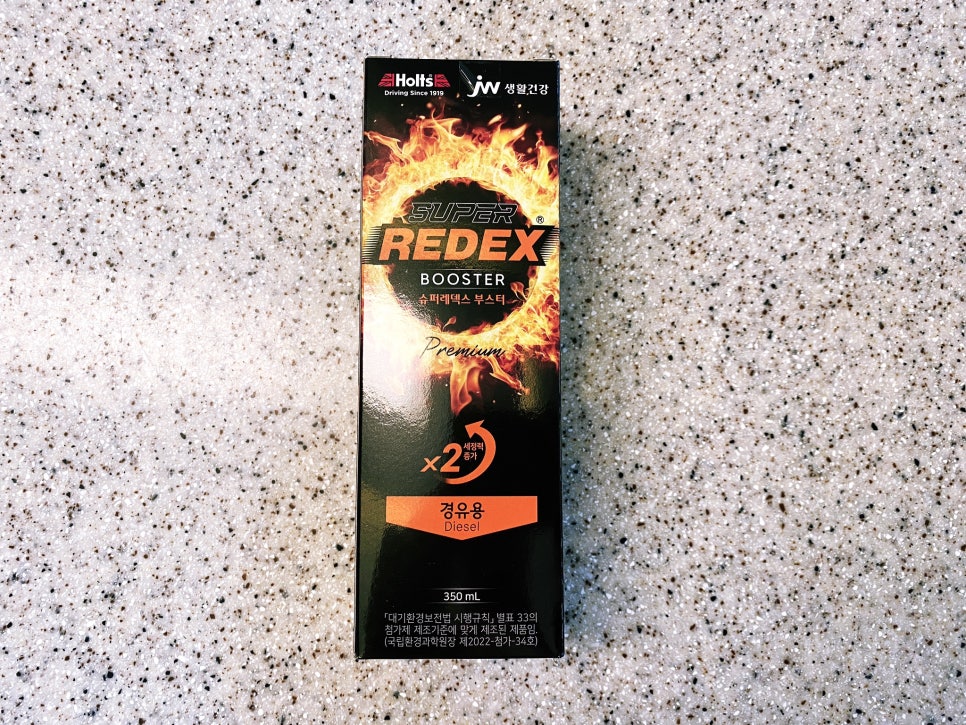 Holts
Driving Since 1919
jw 생활건강
SUPER
REDEX®
BOOSTER
슈퍼레덱스 부스터
Premium
x2 세정력
증가
경유용
Diesel
350 mL
「대기환경보전법 시행규칙」 별표 33의
첨가제 제조기준에 맞게 제조된 제품임.
(국립환경과학원장 제2022-첨가-34호)